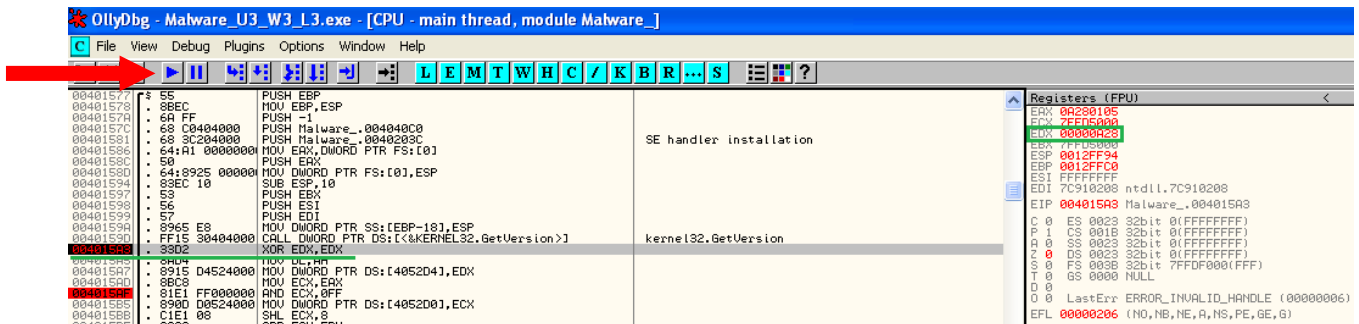 OllyDbg - Malware_U3_W3_L3.exe - [CPU - main thread, module Malware_]
C File View Debug Plugins Options Window Help
L E M T W H C / K B R ... S ?
00401577 $ 55 PUSH EBP
00401578 . 8BEC MOV EBP,ESP
0040157A . 6A FF PUSH -1
0040157C . 68 C0404000 PUSH Malware_.004040C0
00401581 . 68 3C204000 PUSH Malware_.0040203C SE handler installation
00401586 . 64:A1 0000000 MOV EAX,DWORD PTR FS:[0]
0040158C . 50 PUSH EAX
0040158D . 64:8925 00000 MOV DWORD PTR FS:[0],ESP
00401594 . 83EC 10 SUB ESP,10
00401597 . 53 PUSH EBX
00401598 . 56 PUSH ESI
00401599 . 57 PUSH EDI
0040159A . 8965 E8 MOV DWORD PTR SS:[EBP-18],ESP
0040159D . FF15 30404000 CALL DWORD PTR DS:[<&KERNEL32.GetVersion>] kernel32.GetVersion
004015A3 . 33D2 XOR EDX,EDX
004015A5 . 8AD4 MOV DL,AH
004015A7 . 8915 D4524000 MOV DWORD PTR DS:[4052D4],EDX
004015AD . 8BC8 MOV ECX,EAX
004015AF . 81E1 FF000000 AND ECX,0FF
004015B5 . 890D D0524000 MOV DWORD PTR DS:[4052D0],ECX
004015BB . C1E1 08 SHL ECX,8
Registers (FPU) <
EAX 0A280105
ECX 7FFD5000
EDX 00000A28
EBX 7FFD5000
ESP 0012FF94
EBP 0012FFC0
ESI FFFFFFFF
EDI 7C910208 ntdll.7C910208
EIP 004015A3 Malware_.004015A3
C 0 ES 0023 32bit 0(FFFFFFFF)
P 1 CS 001B 32bit 0(FFFFFFFF)
A 0 SS 0023 32bit 0(FFFFFFFF)
Z 0 DS 0023 32bit 0(FFFFFFFF)
S 0 FS 003B 32bit 7FFDF000(FFF)
T 0 GS 0000 NULL
D 0
O 0 LastErr ERROR_INVALID_HANDLE (00000006)
EFL 00000206 (NO,NB,NE,A,NS,PE,GE,G)